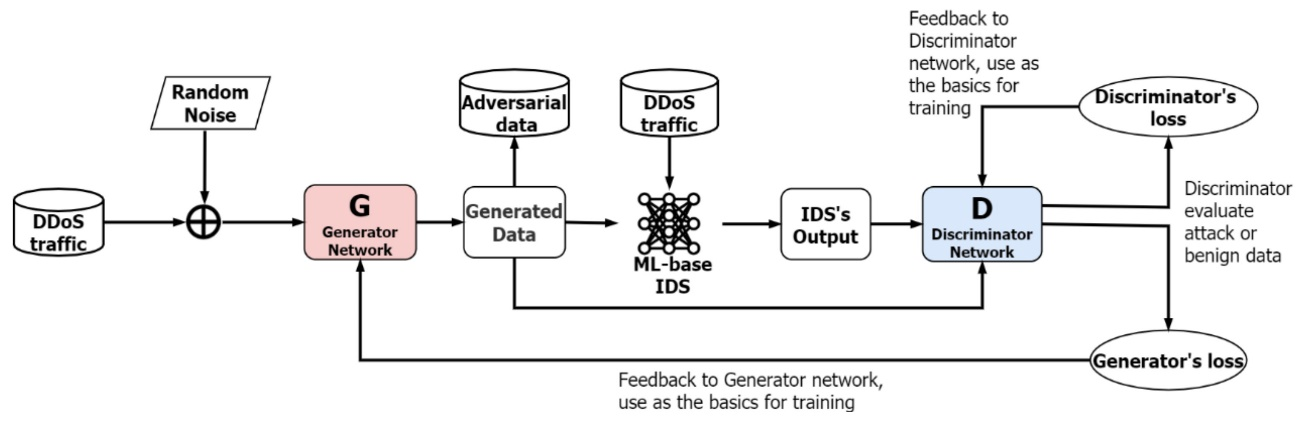 Feedback to
Discriminator
network, use as
the basics for
training
Random
Noise
Adversarial
data
DDoS
traffic
Discriminator's
loss
DDoS
traffic
G
Generator
Network
Generated
Data
ML-base
IDS
IDS's
Output
D
Discriminator
Network
Discriminator
evaluate
attack or
benign data
Generator's loss
Feedback to Generator network,
use as the basics for training